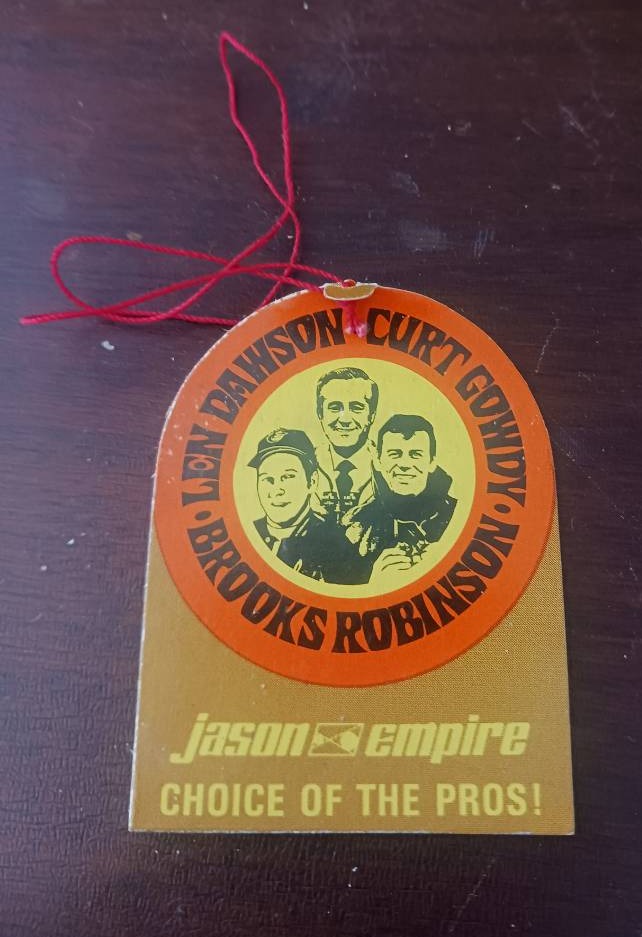 LEN DAWSON · CURT GOWDY · BROOKS ROBINSON ·
jason empire
CHOICE OF THE PROS!